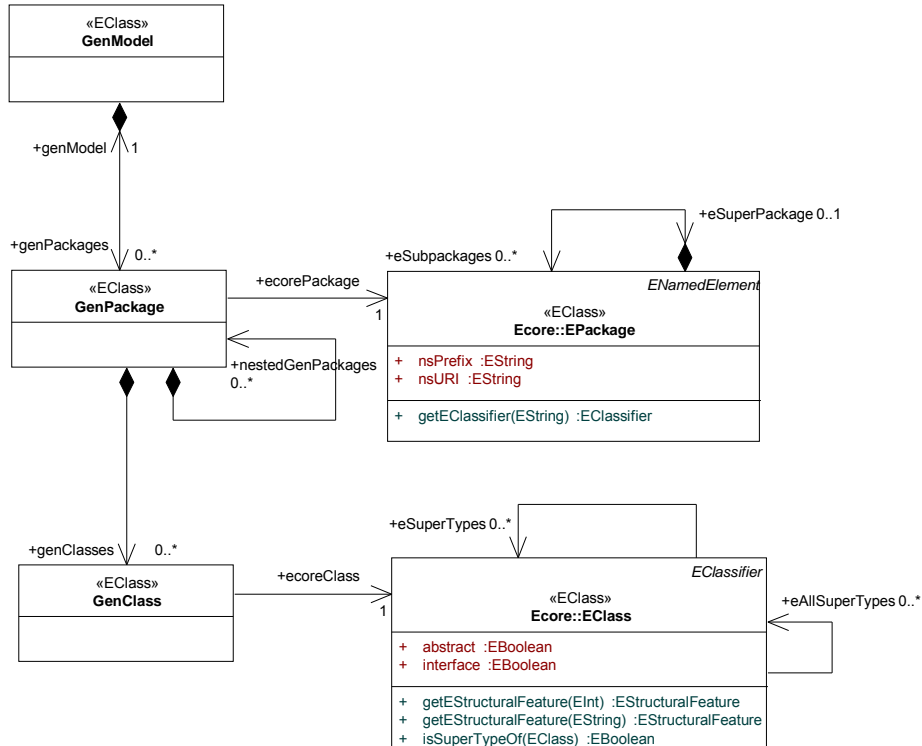 «EClass»
GenModel
+genModel
1
+genPackages
0..*
«EClass»
GenPackage
+ecorePackage
1
+nestedGenPackages
0..*
+eSuperPackage 0..1
+eSubpackages 0..*
ENamedElement
«EClass»
Ecore::EPackage
+ nsPrefix :EString
+ nsURI :EString
+ getEClassifier(EString) :EClassifier
+genClasses
0..*
«EClass»
GenClass
+ecoreClass
1
+eSuperTypes 0..*
EClassifier
«EClass»
Ecore::EClass
+eAllSuperTypes 0..*
+ abstract :EBoolean
+ interface :EBoolean
+ getEStructuralFeature(EInt) :EStructuralFeature
+ getEStructuralFeature(EString) :EStructuralFeature
+ isSuperTypeOf(EClass) :EBoolean